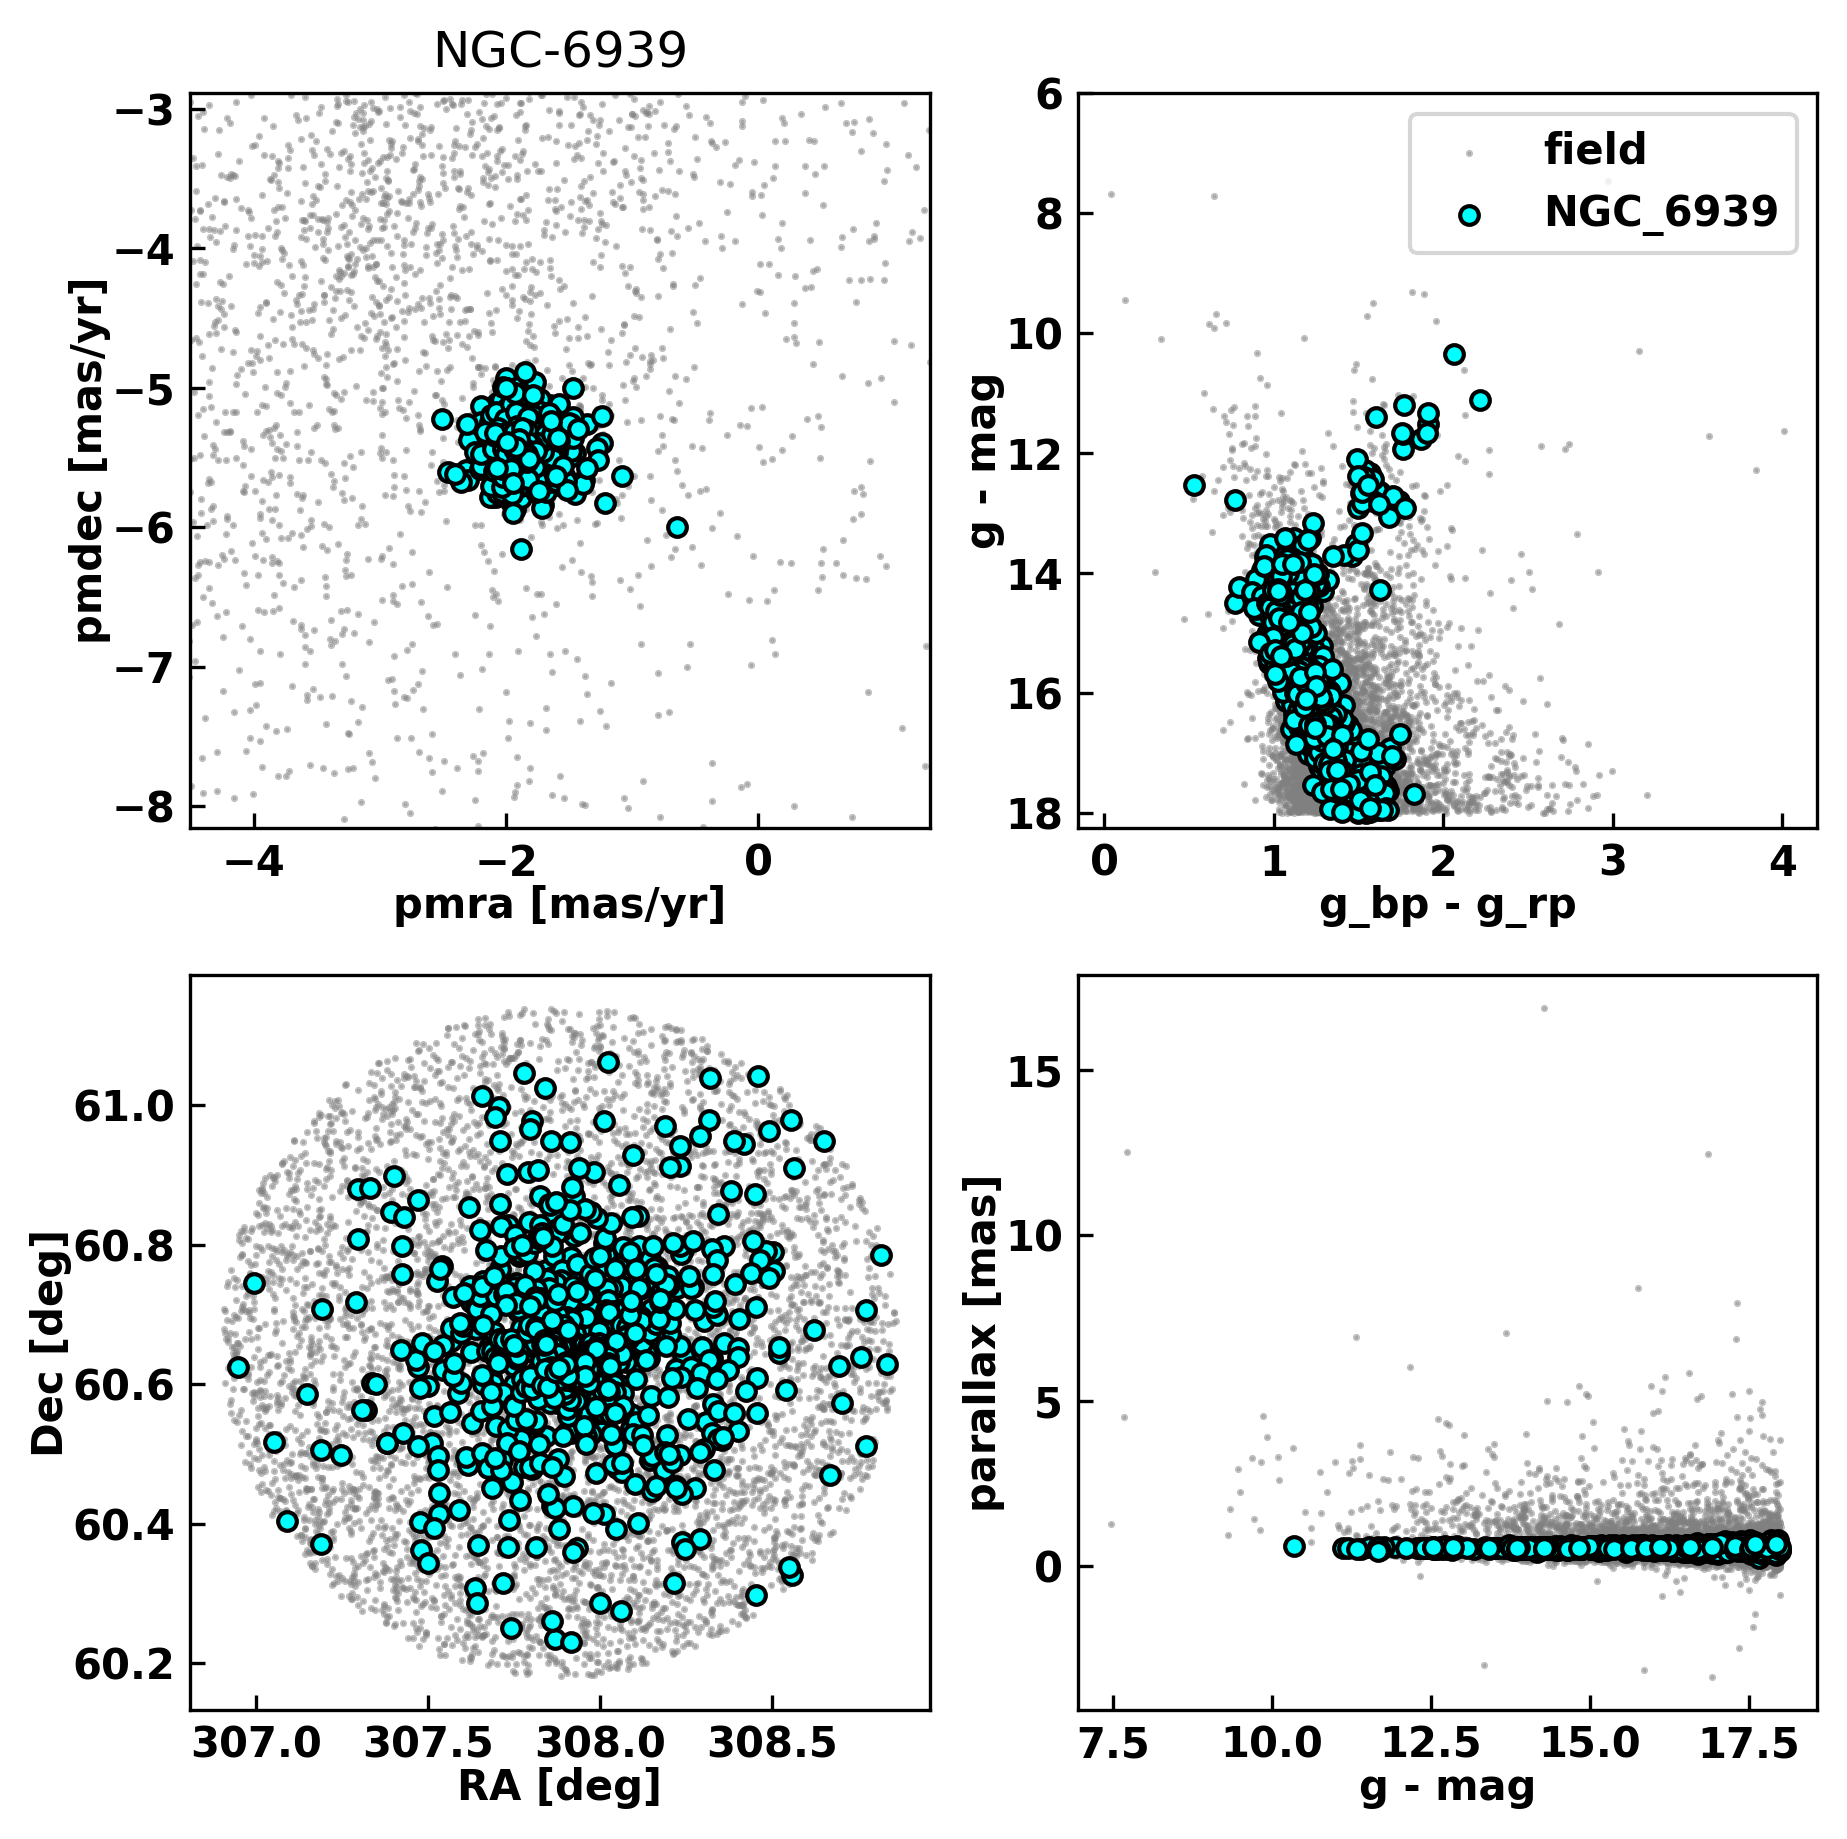 NGC-6939
−3
−4
−5
−6
−7
−8
pmdec [mas/yr]
−4 −2 0
pmra [mas/yr]
6
8
10
12
14
16
18
g - mag
field
NGC_6939
0 1 2 3 4
g_bp - g_rp
61.0
60.8
60.6
60.4
60.2
Dec [deg]
307.0 307.5 308.0 308.5
RA [deg]
15
10
5
0
parallax [mas]
7.5 10.0 12.5 15.0 17.5
g - mag